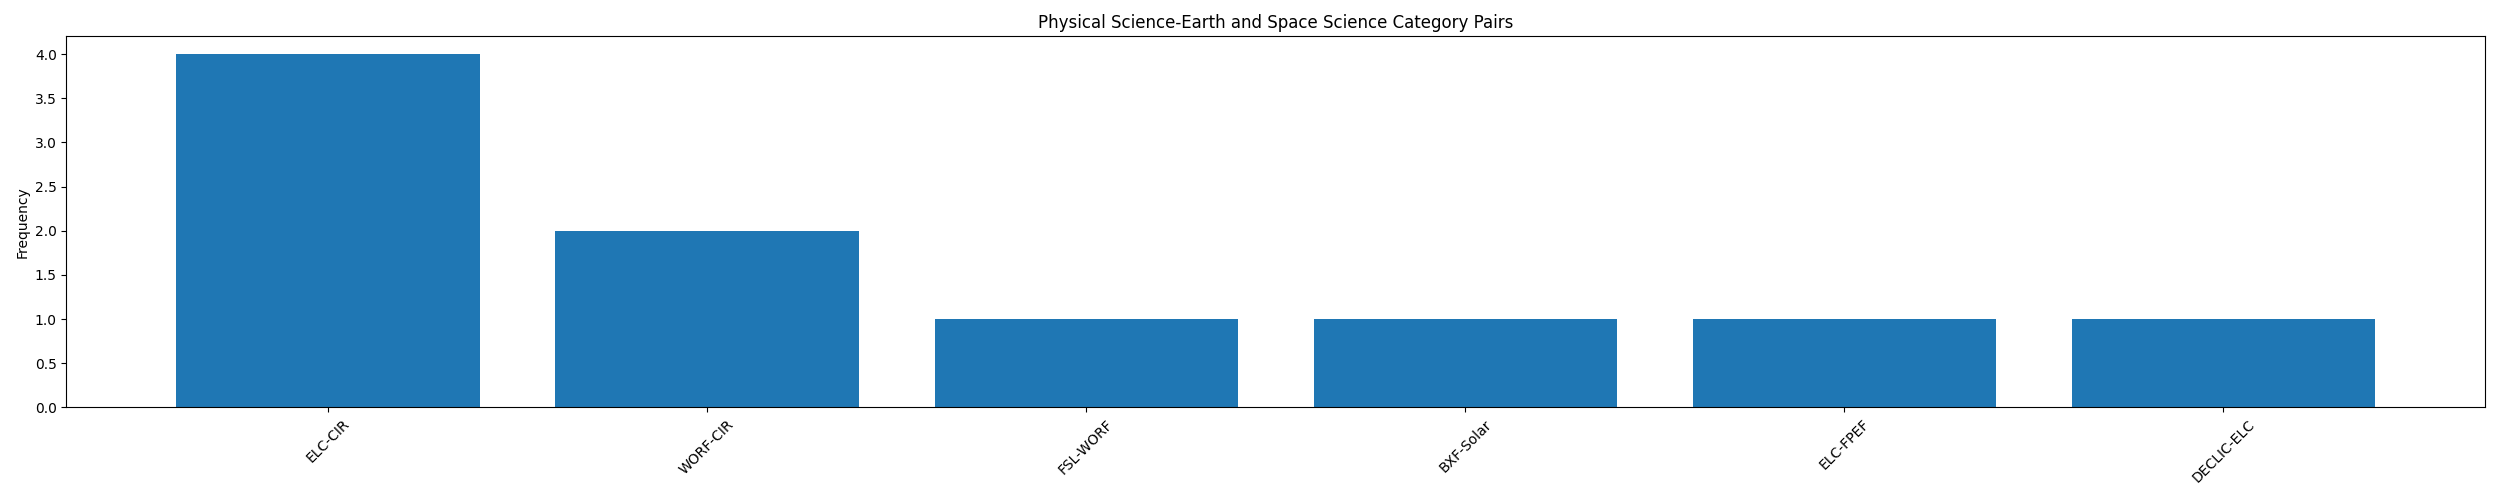 Physical Science-Earth and Space Science Category Pairs
Frequency
4.0
3.5
3.0
2.5
2.0
1.5
1.0
0.5
0.0
ELC-CIR
WORF-CIR
FSL-WORF
BXF-Solar
ELC-FPEF
DECLIC-ELC